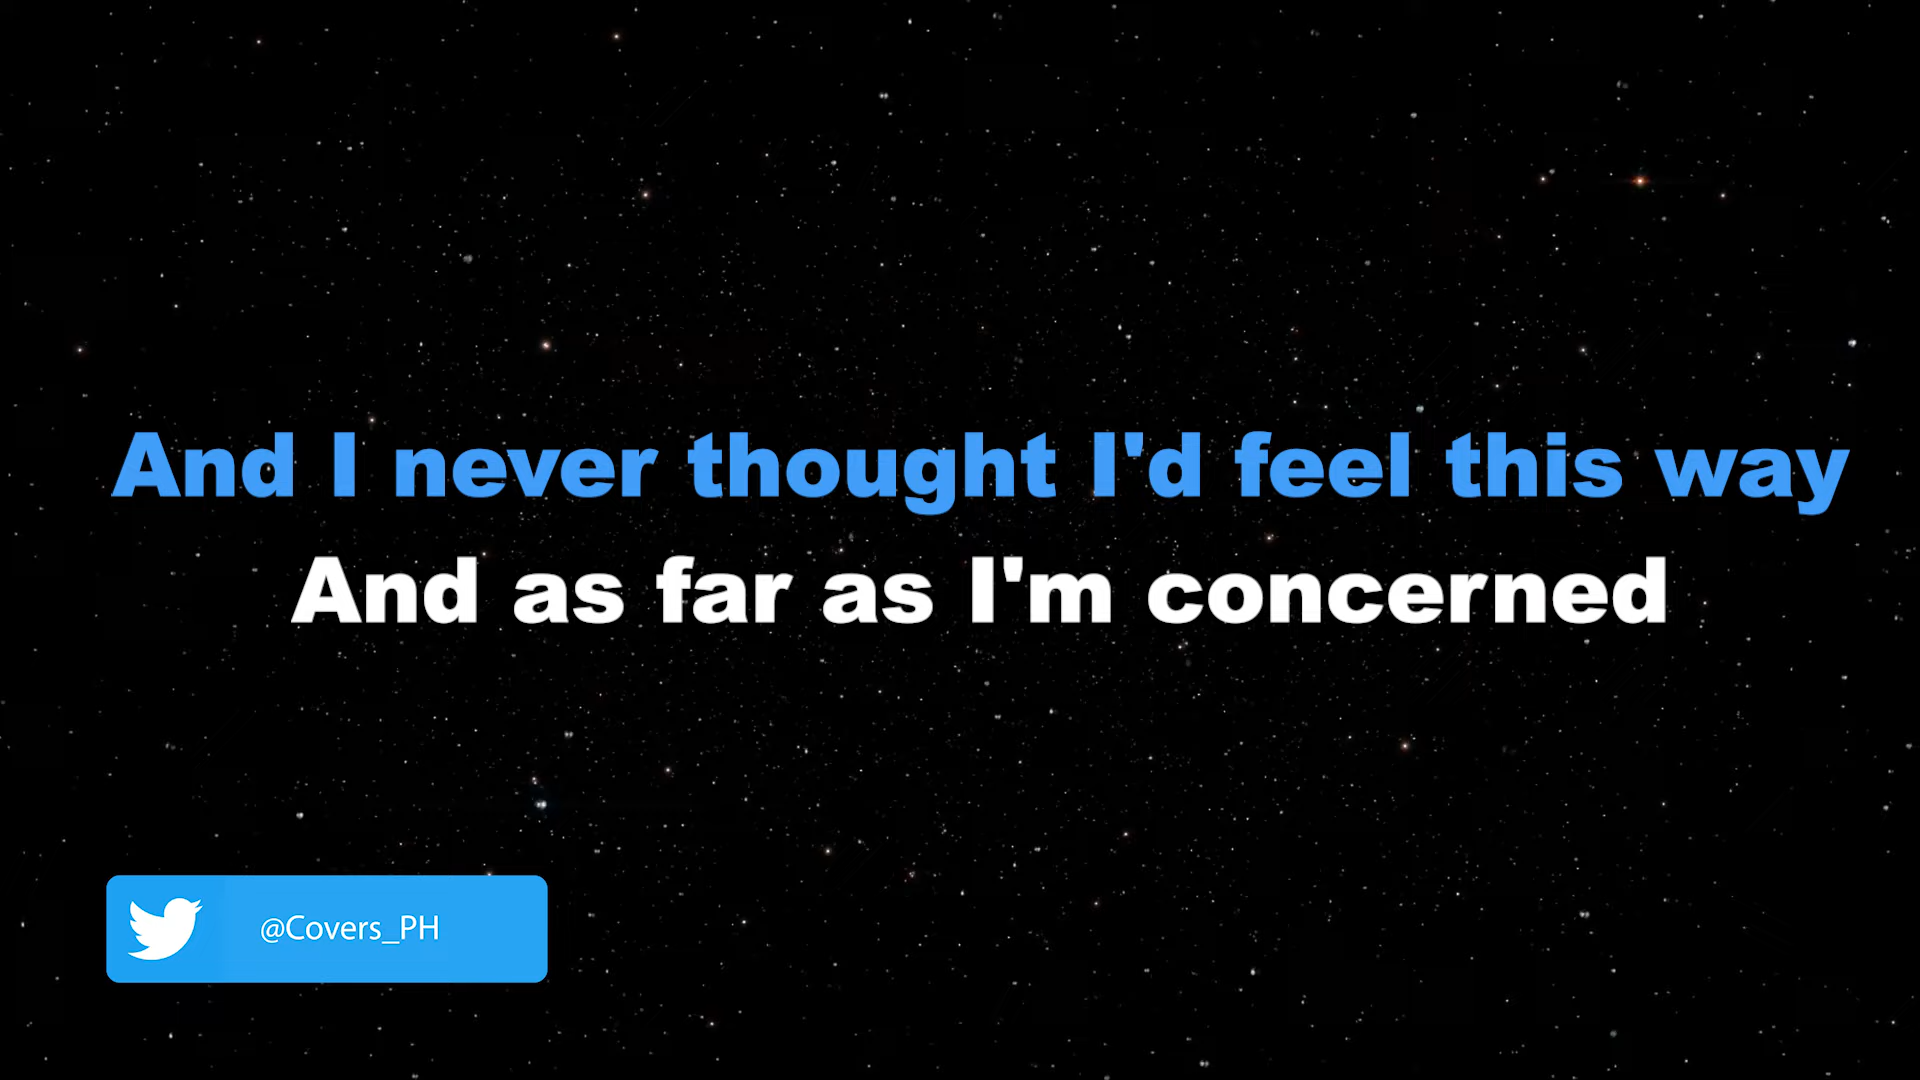 And I never thought I'd feel this way
And as far as I'm concerned
@Covers_PH